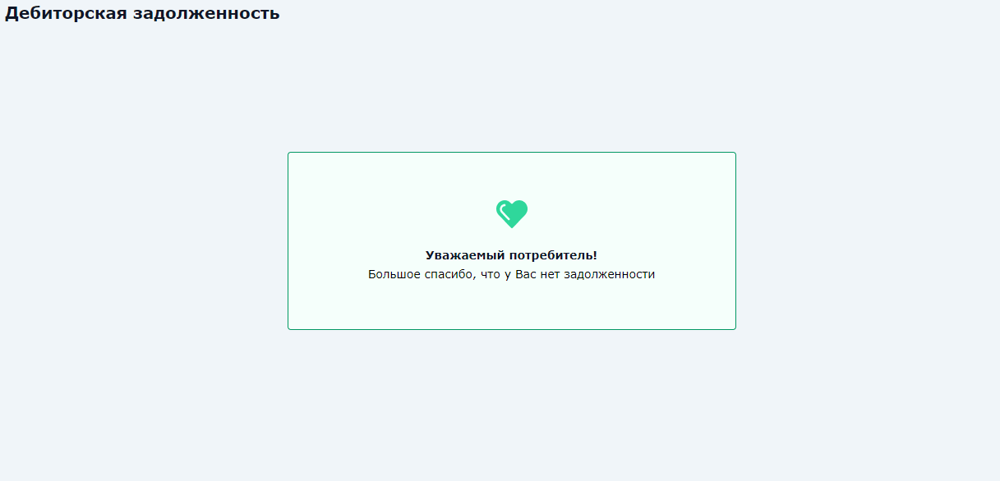 Дебиторская задолженность
Уважаемый потребитель!
Большое спасибо, что у Вас нет задолженности